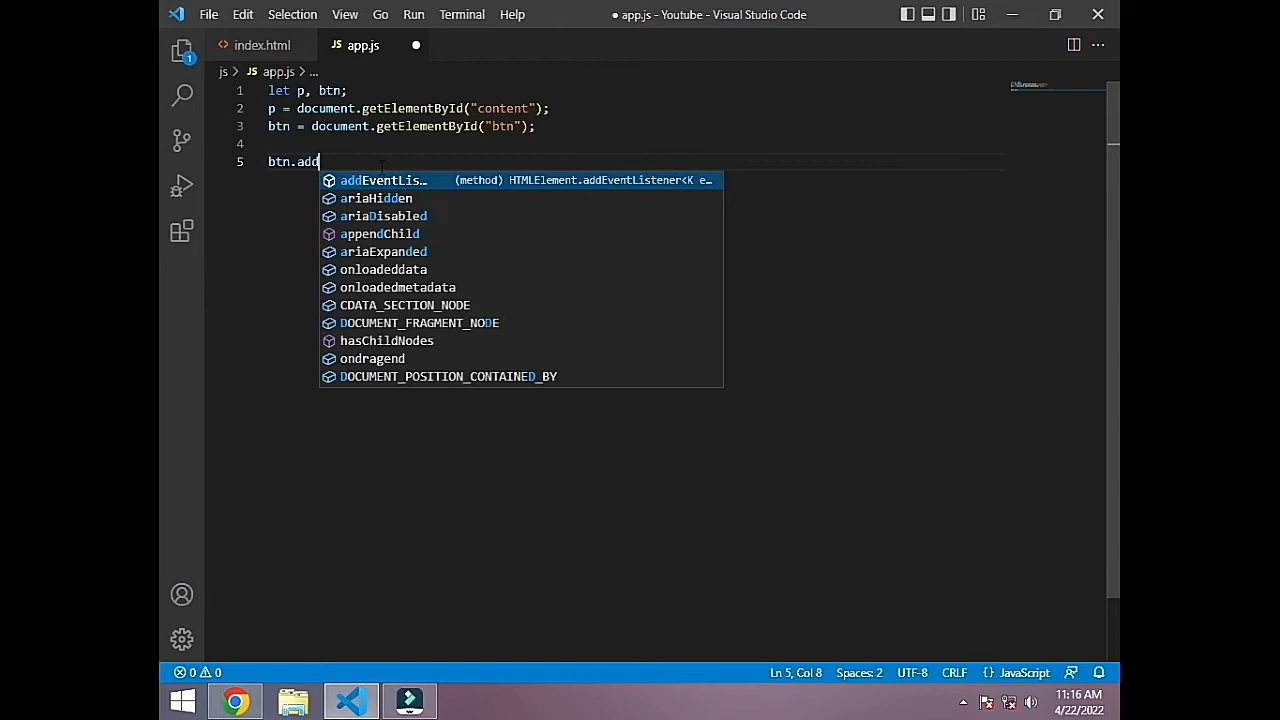 File Edit Selection View Go Run Terminal Help ● app.js - Youtube - Visual Studio Code
<> index.html JS app.js ●
js > JS app.js > ...
1 let p, btn;
2 p = document.getElementById("content");
3 btn = document.getElementById("btn");
4
5 btn.add
addEventLis… (method) HTMLElement.addEventListener<K e…
ariaHidden
ariaDisabled
appendChild
ariaExpanded
onloadeddata
onloadedmetadata
CDATA_SECTION_NODE
DOCUMENT_FRAGMENT_NODE
hasChildNodes
ondragend
DOCUMENT_POSITION_CONTAINED_BY
1
0 0 Ln 5, Col 8 Spaces: 2 UTF-8 CRLF {} JavaScript
11:16 AM
4/22/2022